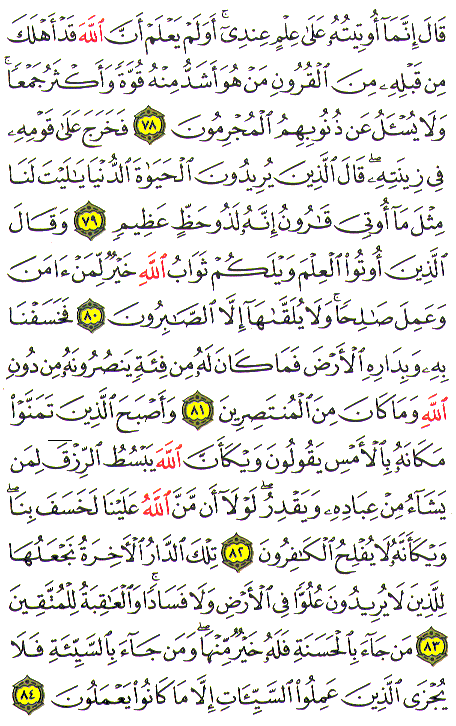 قَالَ إِنَّمَآ أُوتِيتُهُۥ عَلَىٰ عِلْمٍ عِندِىٓ ۚ أَوَلَمْ يَعْلَمْ أَنَّ ٱللَّهَ قَدْ أَهْلَكَ
مِن قَبْلِهِۦ مِنَ ٱلْقُرُونِ مَنْ هُوَ أَشَدُّ مِنْهُ قُوَّةً وَأَكْثَرُ جَمْعًا ۚ
وَلَا يُسْـَٔلُ عَن ذُنُوبِهِمُ ٱلْمُجْرِمُونَ ٧٨ فَخَرَجَ عَلَىٰ قَوْمِهِۦ
فِى زِينَتِهِۦ ۖ قَالَ ٱلَّذِينَ يُرِيدُونَ ٱلْحَيَوٰةَ ٱلدُّنْيَا يَـٰلَيْتَ لَنَا
مِثْلَ مَآ أُوتِىَ قَـٰرُونُ إِنَّهُۥ لَذُو حَظٍّ عَظِيمٍ ٧٩ وَقَالَ
ٱلَّذِينَ أُوتُوا۟ ٱلْعِلْمَ وَيْلَكُمْ ثَوَابُ ٱللَّهِ خَيْرٌ لِّمَنْ ءَامَنَ
وَعَمِلَ صَـٰلِحًا ۚ وَلَا يُلَقَّىٰهَآ إِلَّا ٱلصَّـٰبِرُونَ ٨٠ فَخَسَفْنَا
بِهِۦ وَبِدَارِهِ ٱلْأَرْضَ فَمَا كَانَ لَهُۥ مِن فِئَةٍ يَنصُرُونَهُۥ مِن دُونِ
ٱللَّهِ وَمَا كَانَ مِنَ ٱلْمُنتَصِرِينَ ٨١ وَأَصْبَحَ ٱلَّذِينَ تَمَنَّوْا۟
مَكَانَهُۥ بِٱلْأَمْسِ يَقُولُونَ وَيْكَأَنَّ ٱللَّهَ يَبْسُطُ ٱلرِّزْقَ لِمَن
يَشَآءُ مِنْ عِبَادِهِۦ وَيَقْدِرُ ۖ لَوْلَآ أَن مَّنَّ ٱللَّهُ عَلَيْنَا لَخَسَفَ بِنَا ۖ
وَيْكَأَنَّهُۥ لَا يُفْلِحُ ٱلْكَـٰفِرُونَ ٨٢ تِلْكَ ٱلدَّارُ ٱلْـَٔاخِرَةُ نَجْعَلُهَا
لِلَّذِينَ لَا يُرِيدُونَ عُلُوًّا فِى ٱلْأَرْضِ وَلَا فَسَادًا ۚ وَٱلْعَـٰقِبَةُ لِلْمُتَّقِينَ
٨٣ مَن جَآءَ بِٱلْحَسَنَةِ فَلَهُۥ خَيْرٌ مِّنْهَا ۖ وَمَن جَآءَ بِٱلسَّيِّئَةِ فَلَا
يُجْزَى ٱلَّذِينَ عَمِلُوا۟ ٱلسَّيِّـَٔاتِ إِلَّا مَا كَانُوا۟ يَعْمَلُونَ ٨٤